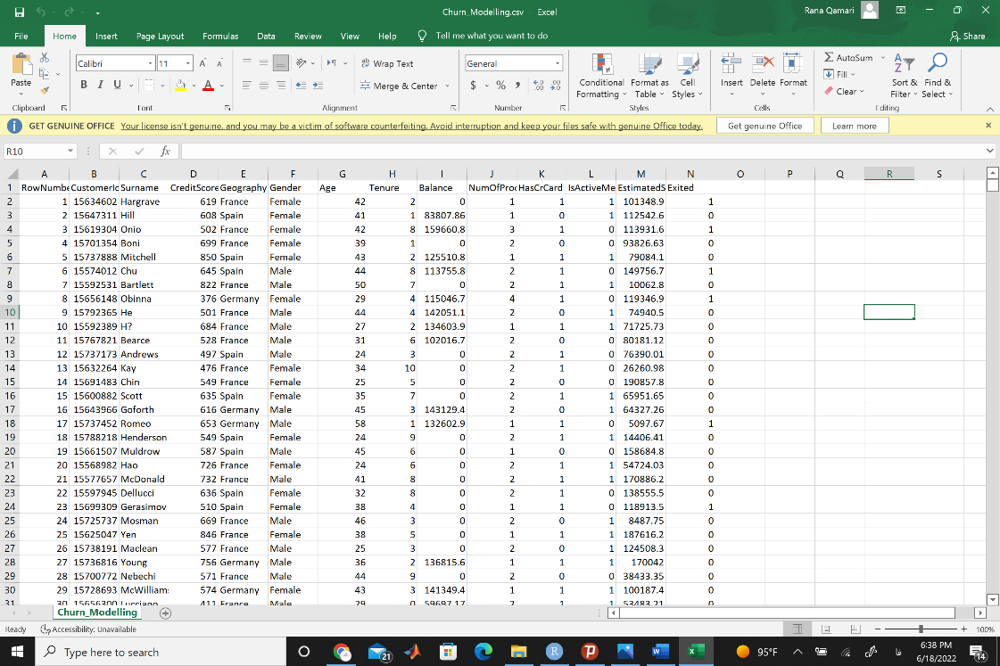 Churn_Modelling.csv - Excel
Rana Qamari
File Home Insert Page Layout Formulas Data Review View Help Tell me what you want to do Share
Paste Calibri 11 A A Wrap Text General Conditional Format as Cell Insert Delete Format AutoSum Sort & Find &
B I U A Merge & Center $ % Formatting Table Styles Fill Filter Select
Clear
Clipboard Font Alignment Number Styles Cells Editing
GET GENUINE OFFICE Your license isn't genuine, and you may be a victim of software counterfeiting. Avoid interruption and keep your files safe with genuine Office today. Get genuine Office Learn more
R10 fx
A B C D E F G H I J K L M N O P Q R S
1 RowNumbe CustomerIc Surname CreditScore Geography Gender Age Tenure Balance NumOfProc HasCrCard IsActiveMe EstimatedS Exited
2 1 15634602 Hargrave 619 France Female 42 2 0 1 1 1 101348.9 1
3 2 15647311 Hill 608 Spain Female 41 1 83807.86 1 0 1 112542.6 0
4 3 15619304 Onio 502 France Female 42 8 159660.8 3 1 0 113931.6 1
5 4 15701354 Boni 699 France Female 39 1 0 2 0 0 93826.63 0
6 5 15737888 Mitchell 850 Spain Female 43 2 125510.8 1 1 1 79084.1 0
7 6 15574012 Chu 645 Spain Male 44 8 113755.8 2 1 0 149756.7 1
8 7 15592531 Bartlett 822 France Male 50 7 0 2 1 1 10062.8 0
9 8 15656148 Obinna 376 Germany Female 29 4 115046.7 4 1 0 119346.9 1
10 9 15792365 He 501 France Male 44 4 142051.1 2 0 1 74940.5 0
11 10 15592389 H? 684 France Male 27 2 134603.9 1 1 1 71725.73 0
12 11 15767821 Bearce 528 France Male 31 6 102016.7 2 0 0 80181.12 0
13 12 15737173 Andrews 497 Spain Male 24 3 0 2 1 0 76390.01 0
14 13 15632264 Kay 476 France Female 34 10 0 2 1 0 26260.98 0
15 14 15691483 Chin 549 France Female 25 5 0 2 0 0 190857.8 0
16 15 15600882 Scott 635 Spain Female 35 7 0 2 1 1 65951.65 0
17 16 15643966 Goforth 616 Germany Male 45 3 143129.4 2 0 1 64327.26 0
18 17 15737452 Romeo 653 Germany Male 58 1 132602.9 1 1 0 5097.67 1
19 18 15788218 Henderson 549 Spain Female 24 9 0 2 1 1 14406.41 0
20 19 15661507 Muldrow 587 Spain Male 45 6 0 1 0 0 158684.8 0
21 20 15568982 Hao 726 France Female 24 6 0 2 1 1 54724.03 0
22 21 15577657 McDonald 732 France Male 41 8 0 2 1 1 170886.2 0
23 22 15597945 Dellucci 636 Spain Female 32 8 0 2 1 0 138555.5 0
24 23 15699309 Gerasimov 510 Spain Female 38 4 0 1 1 0 118913.5 1
25 24 15725737 Mosman 669 France Male 46 3 0 2 0 1 8487.75 0
26 25 15625047 Yen 846 France Female 38 5 0 1 1 1 187616.2 0
27 26 15738191 Maclean 577 France Male 25 3 0 2 0 1 124508.3 0
28 27 15736816 Young 756 Germany Male 36 2 136815.6 1 1 1 170042 0
29 28 15700772 Nebechi 571 France Male 44 9 0 2 0 0 38433.35 0
30 29 15728693 McWilliam 574 Germany Female 43 3 141349.4 1 1 1 100187.4 0
31 30 15656300 Lucciano 411 France Male 29 0 59697.17 2 1 1 53483.21 0
Churn_Modelling
Ready Accessibility: Unavailable 100%
Type here to search 21 95°F 6:38 PM
6/18/2022 14